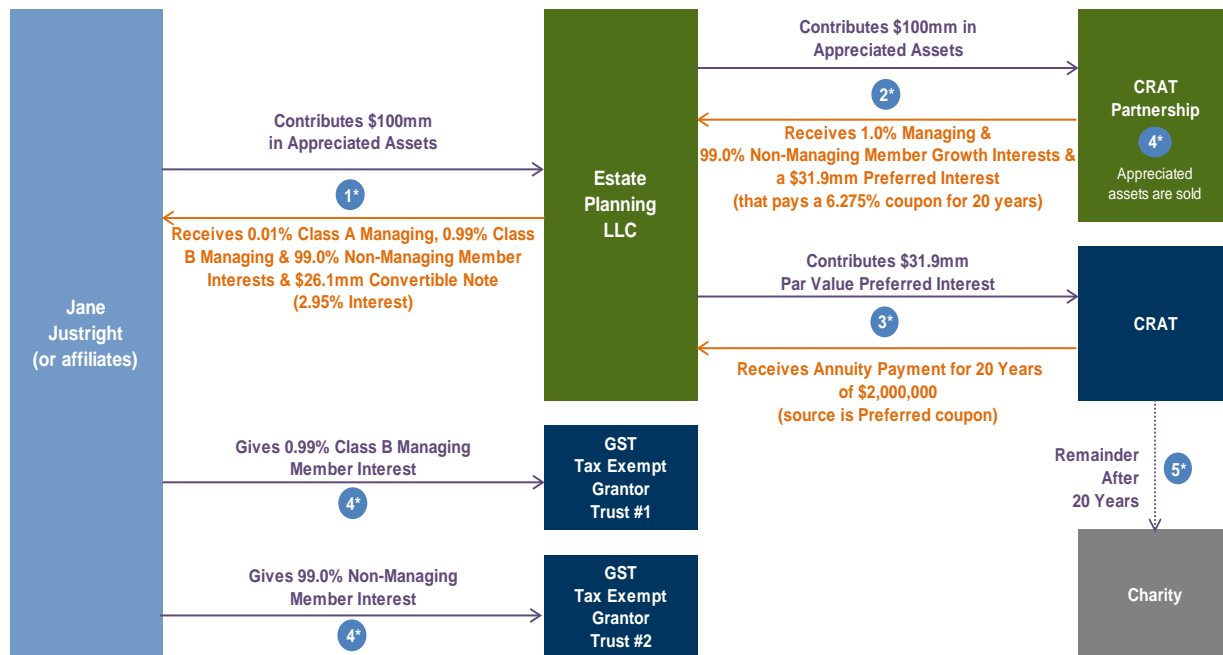 Jane
Justright
(or affiliates)
Contributes $100mm
in Appreciated Assets
1*
Receives 0.01% Class A Managing, 0.99% Class
B Managing & 99.0% Non-Managing Member
Interests & $26.1mm Convertible Note
(2.95% Interest)
Estate
Planning
LLC
Contributes $100mm in
Appreciated Assets
2*
Receives 1.0% Managing &
99.0% Non-Managing Member Growth Interests &
a $31.9mm Preferred Interest
(that pays a 6.275% coupon for 20 years)
CRAT
Partnership
4*
Appreciated
assets are sold
Contributes $31.9mm
Par Value Preferred Interest
3*
Receives Annuity Payment for 20 Years
of $2,000,000
(source is Preferred coupon)
CRAT
Gives 0.99% Class B Managing
Member Interest
4*
GST
Tax Exempt
Grantor
Trust #1
Remainder
After
20 Years
5*
Gives 99.0% Non-Managing
Member Interest
4*
GST
Tax Exempt
Grantor
Trust #2
Charity